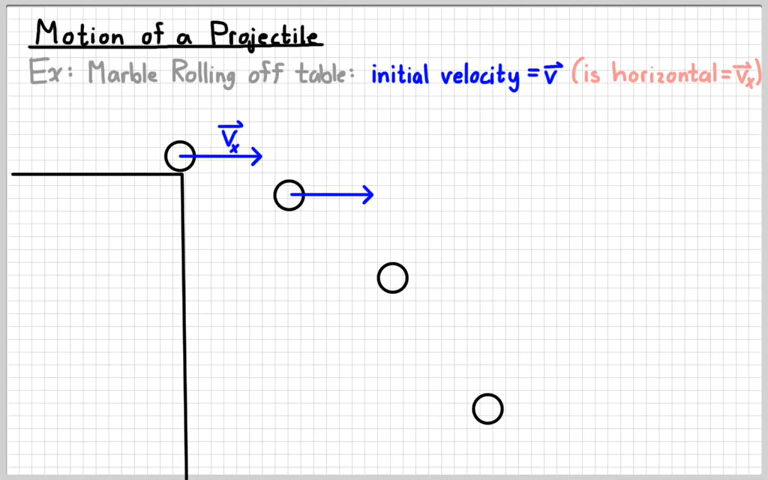 Motion of a Projectile
Ex: Marble Rolling off table: initial velocity = v⃗ (is horizontal = v⃗ₓ)
V⃗ₓ